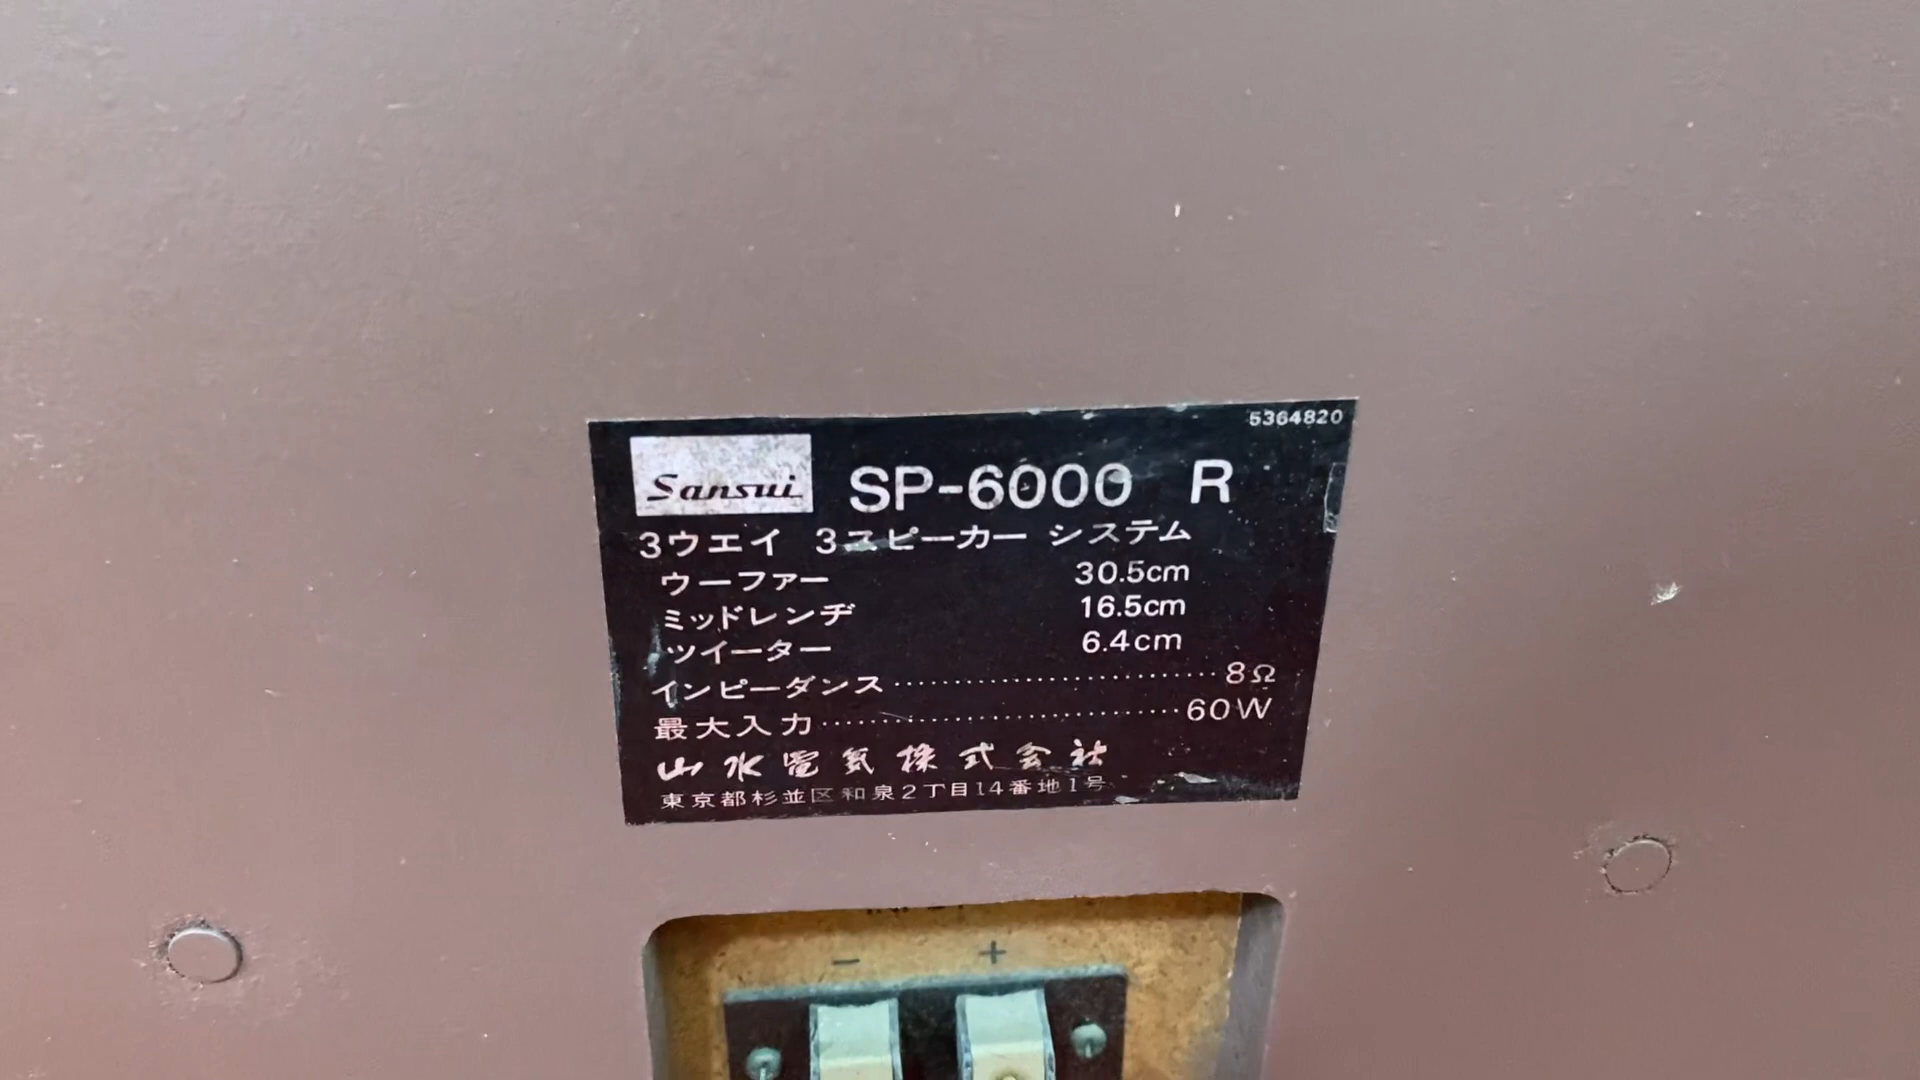 5364820
Sansui SP-6000 R
3ウエイ 3スピーカー システム
ウーファー 30.5cm
ミッドレンヂ 16.5cm
ツイーター 6.4cm
インピーダンス 8Ω
最大入力 60W
山水電気株式会社
東京都杉並区和泉2丁目14番地1号
- +